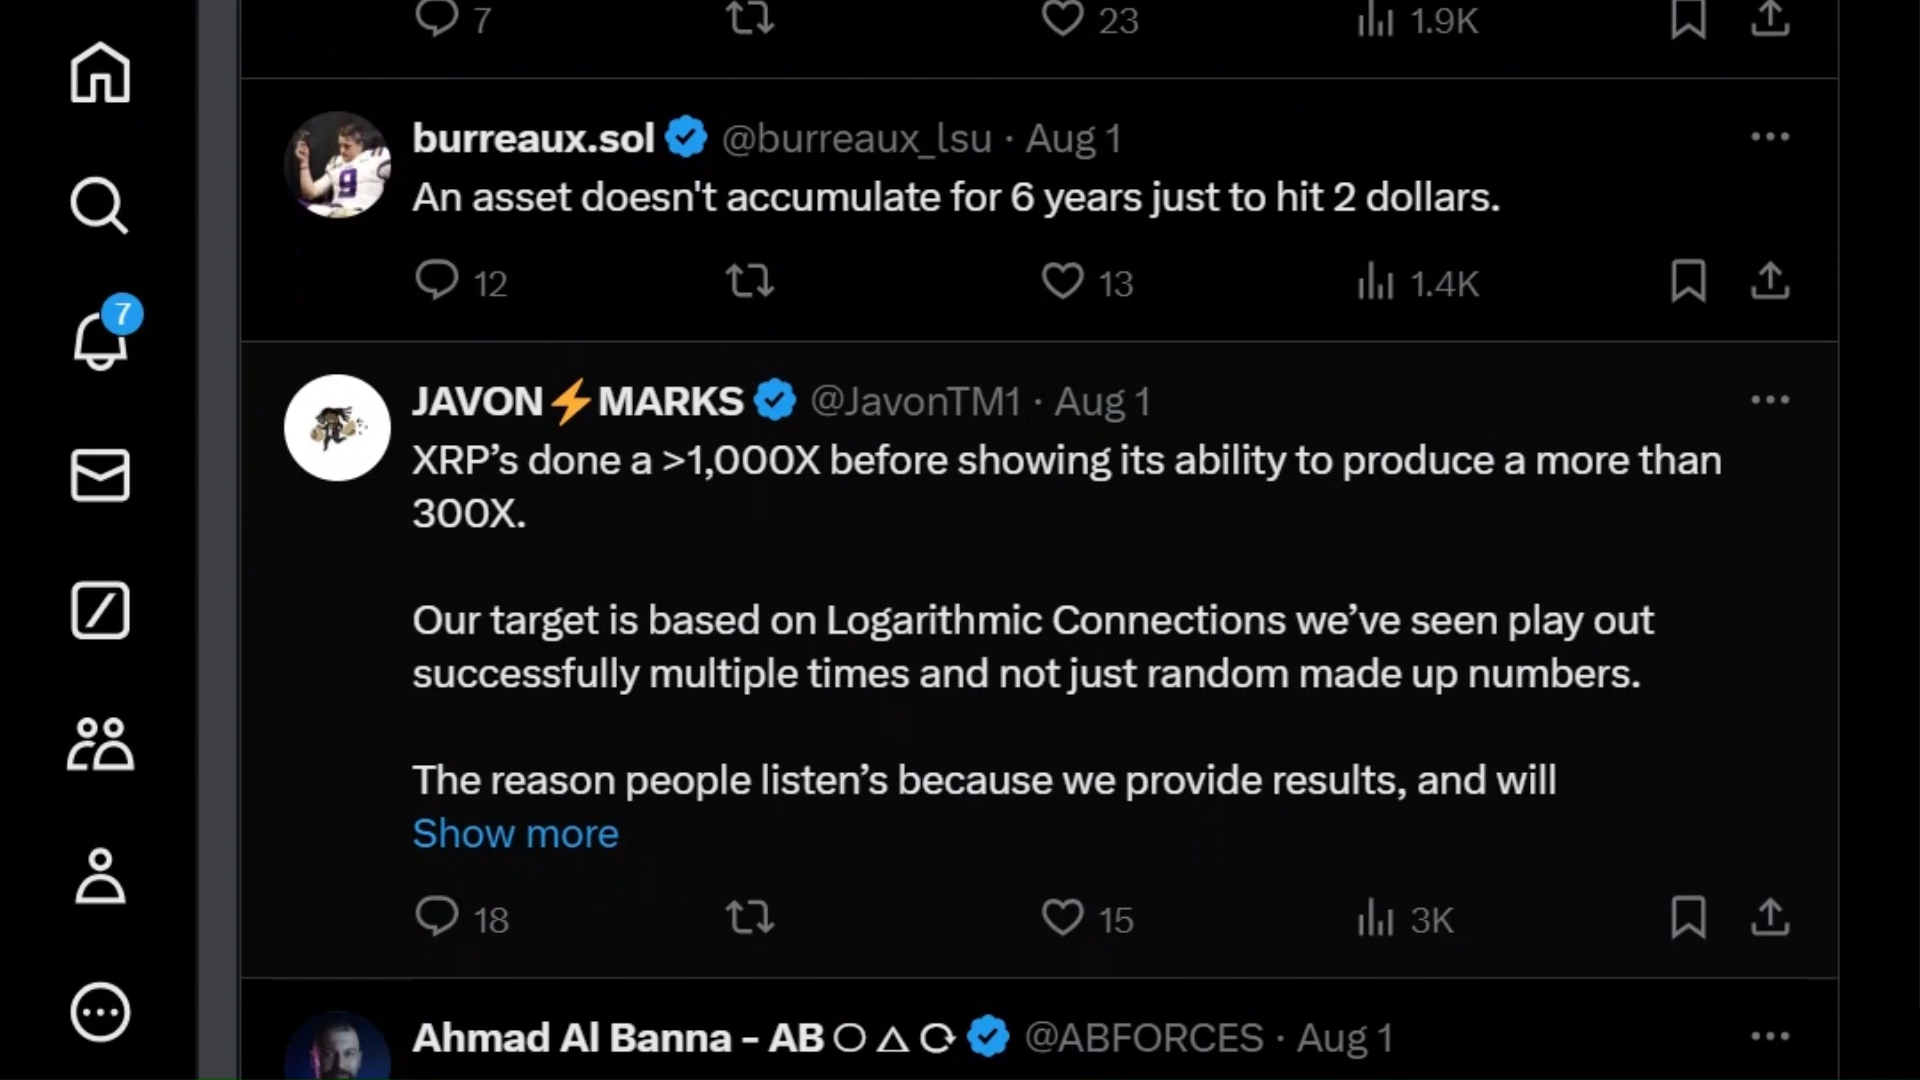 7 23 1.9K
burreaux.sol @burreaux_lsu · Aug 1
An asset doesn't accumulate for 6 years just to hit 2 dollars.
12 13 1.4K
7
JAVON⚡MARKS @JavonTM1 · Aug 1
XRP’s done a >1,000X before showing its ability to produce a more than
300X.
Our target is based on Logarithmic Connections we’ve seen play out
successfully multiple times and not just random made up numbers.
The reason people listen’s because we provide results, and will
Show more
18 15 3K
Ahmad Al Banna - AB @ABFORCES · Aug 1
9